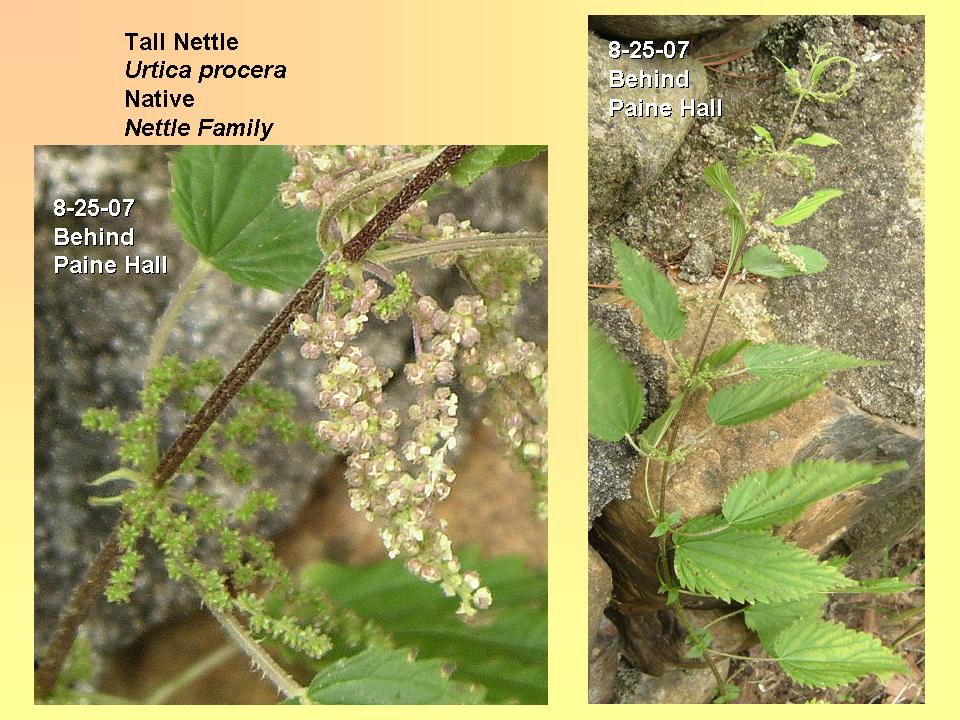 Tall Nettle
Urtica procera
Native
Nettle Family
8-25-07
Behind
Paine Hall
8-25-07
Behind
Paine Hall